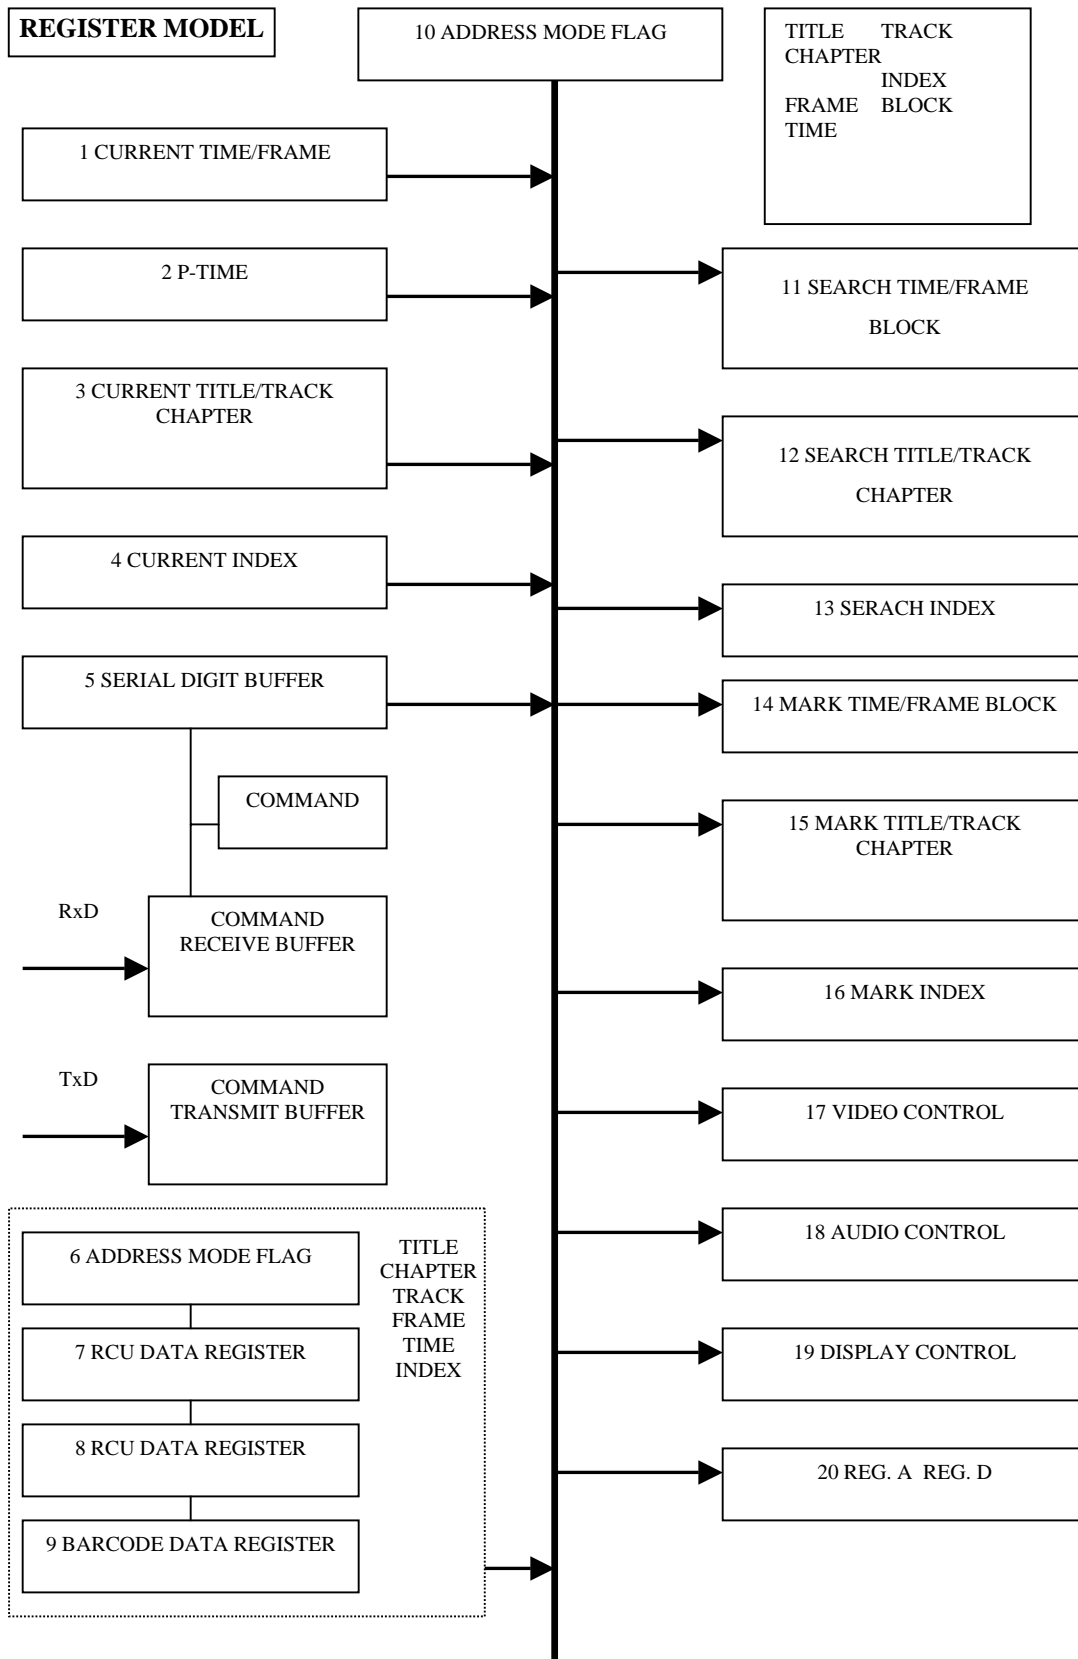 REGISTER MODEL
10 ADDRESS MODE FLAG
TITLE TRACK
CHAPTER
INDEX
FRAME BLOCK
TIME
1 CURRENT TIME/FRAME
2 P-TIME
3 CURRENT TITLE/TRACK
CHAPTER
4 CURRENT INDEX
5 SERIAL DIGIT BUFFER
COMMAND
RxD
COMMAND
RECEIVE BUFFER
TxD
COMMAND
TRANSMIT BUFFER
6 ADDRESS MODE FLAG
7 RCU DATA REGISTER
8 RCU DATA REGISTER
9 BARCODE DATA REGISTER
TITLE
CHAPTER
TRACK
FRAME
TIME
INDEX
11 SEARCH TIME/FRAME
BLOCK
12 SEARCH TITLE/TRACK
CHAPTER
13 SERACH INDEX
14 MARK TIME/FRAME BLOCK
15 MARK TITLE/TRACK
CHAPTER
16 MARK INDEX
17 VIDEO CONTROL
18 AUDIO CONTROL
19 DISPLAY CONTROL
20 REG. A REG. D